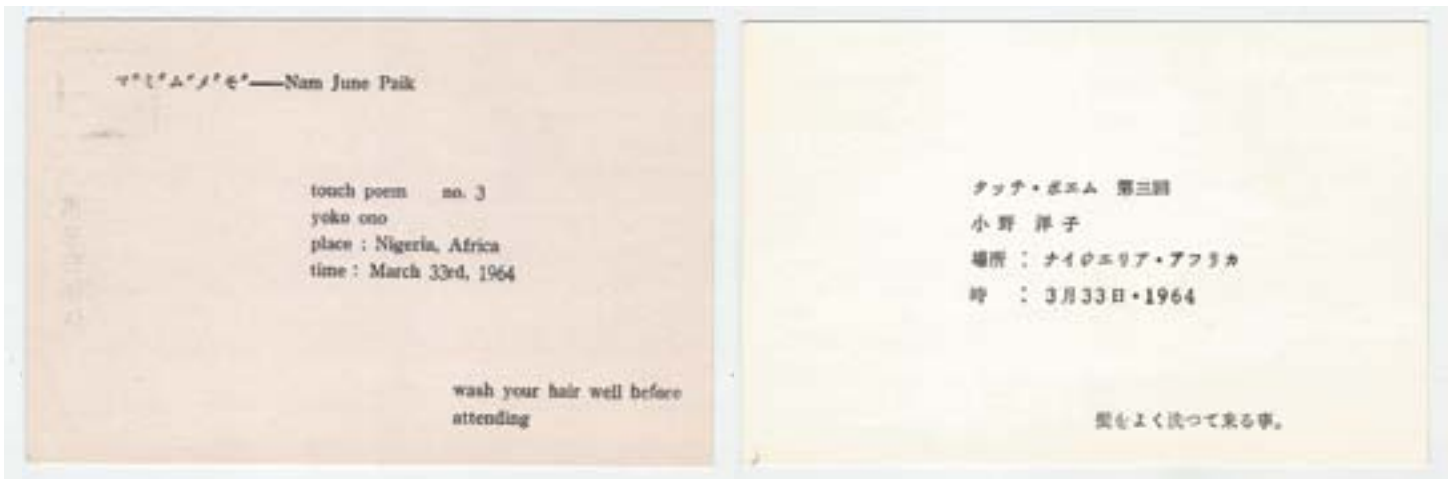 マ゛ミ゛ム゛メ゛モ゛——Nam June Paik
touch poem no. 3
yoko ono
place : Nigeria, Africa
time : March 33rd, 1964
wash your hair well before
attending
タッチ・ポエム 第三回
小野 洋子
場所 : ナイジエリア・アフリカ
時 : 3月33日・1964
髪をよく洗つて来る事。